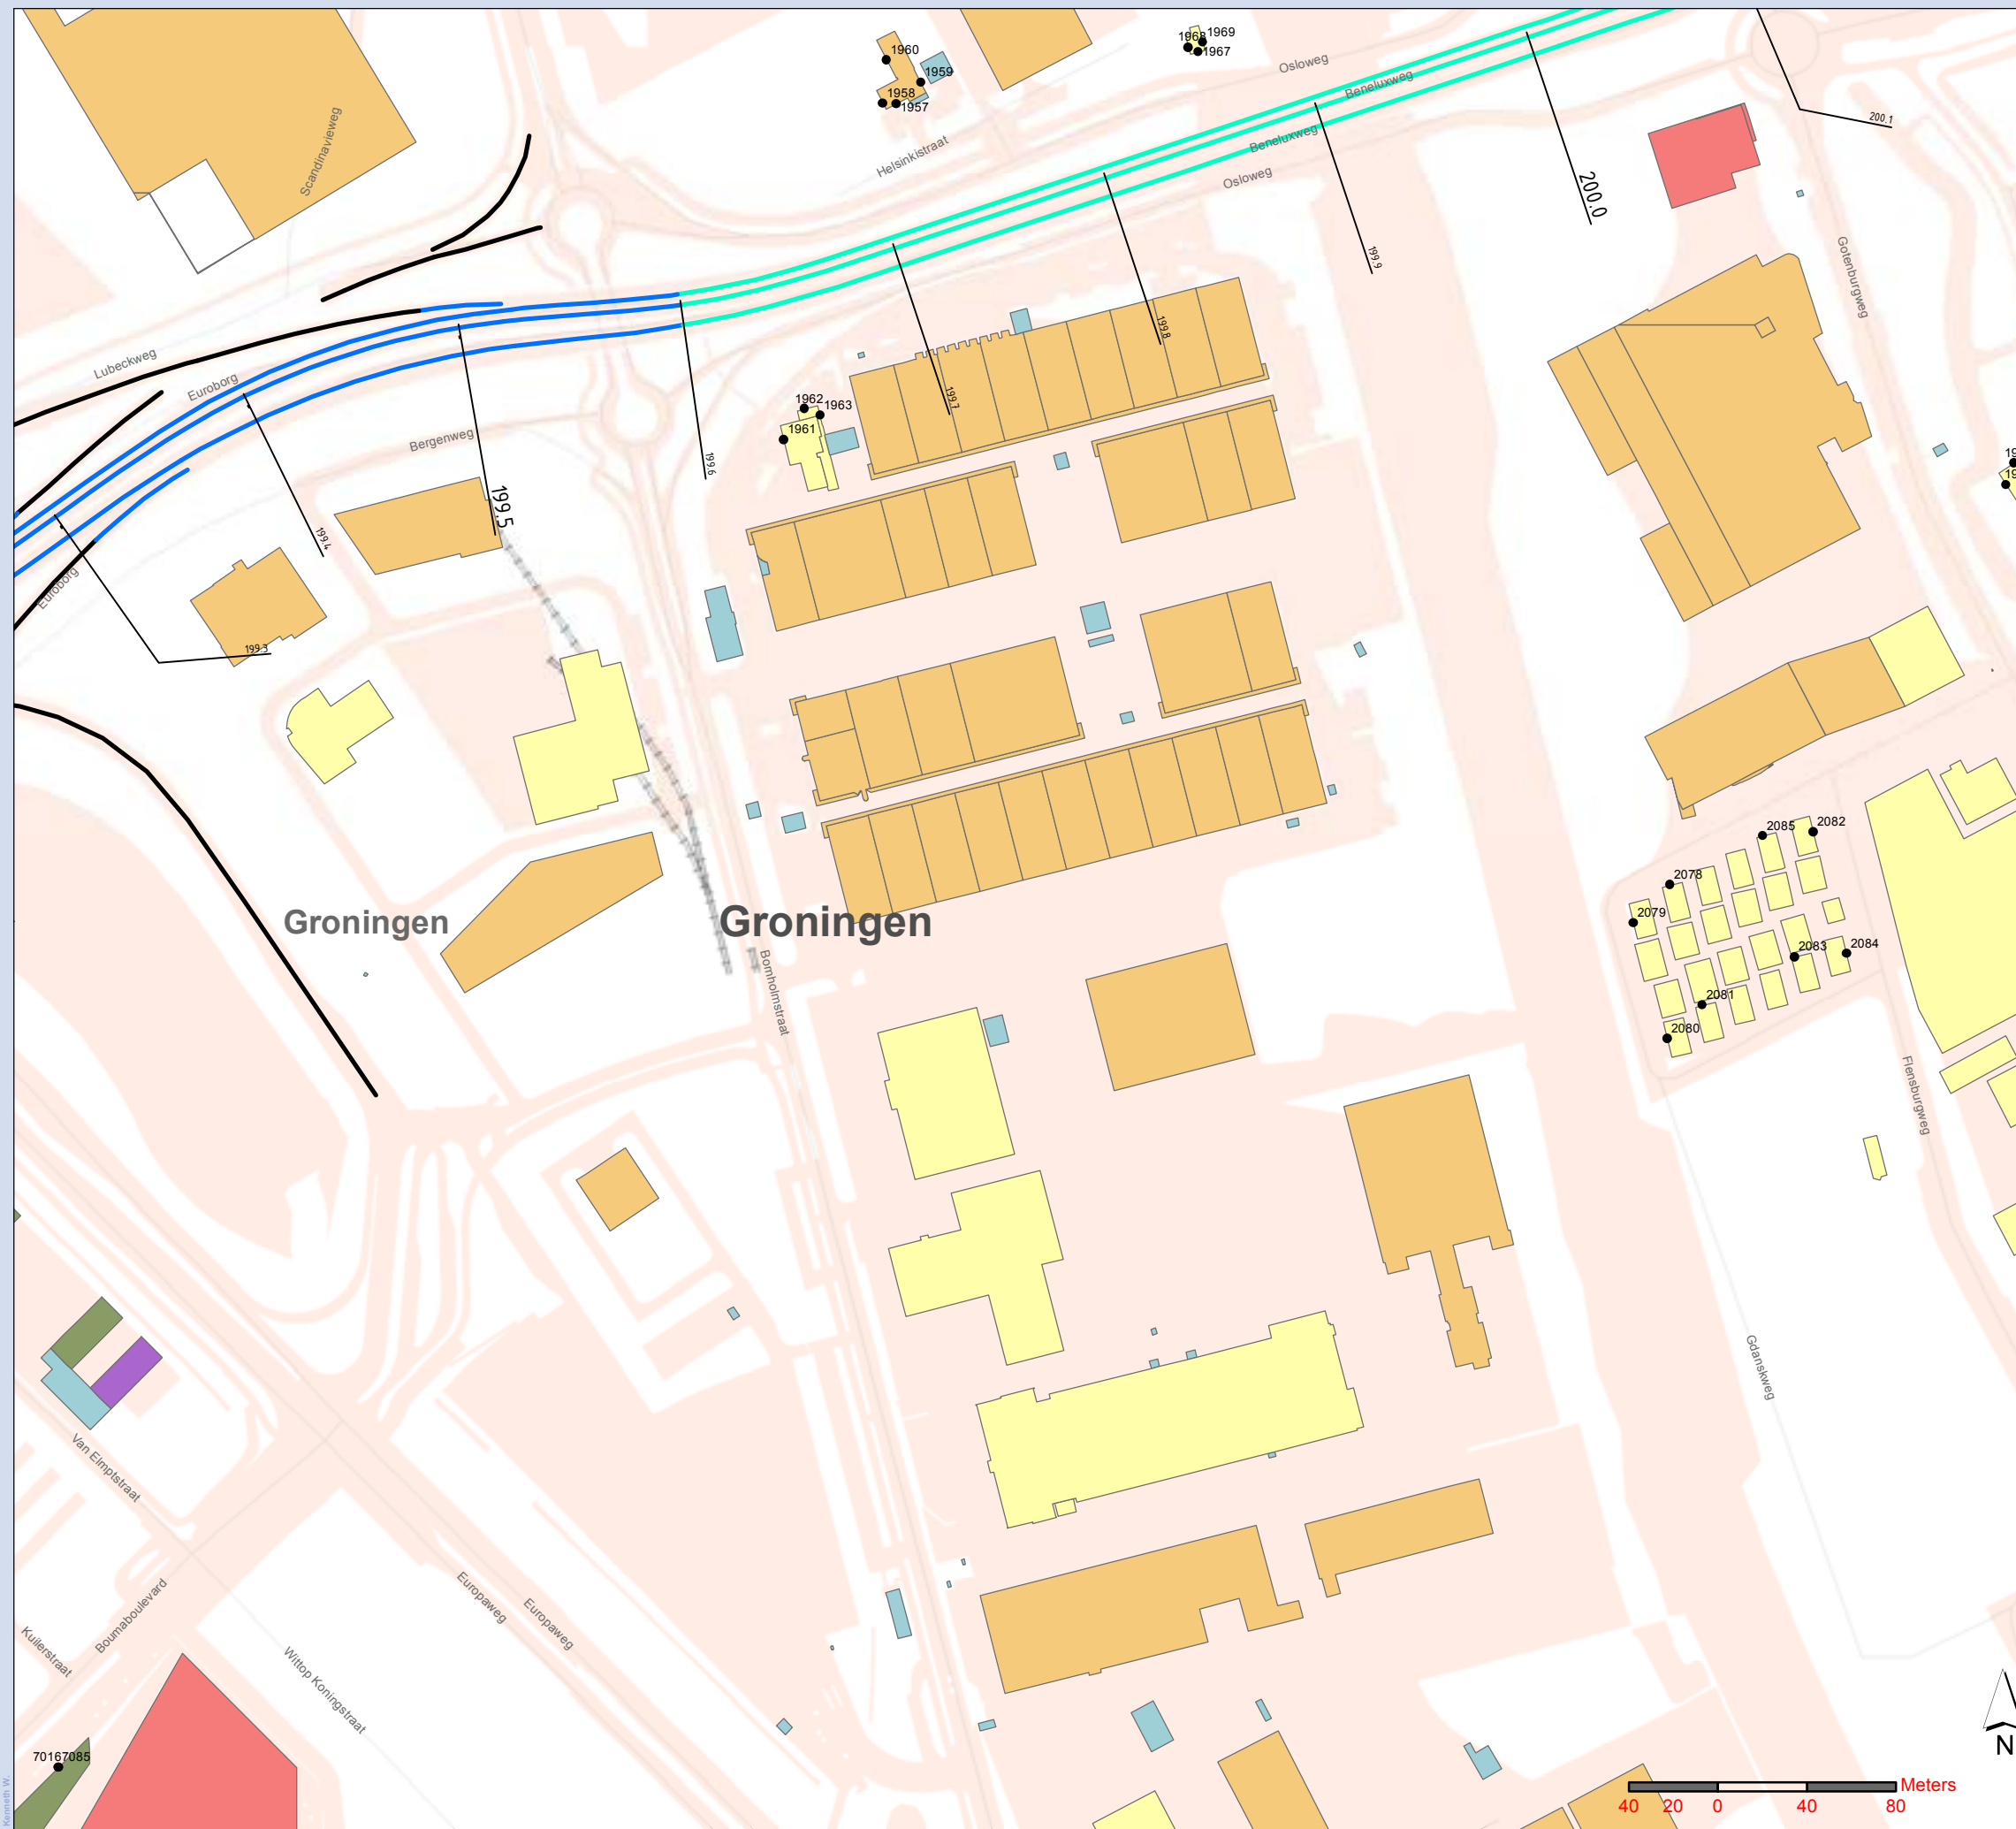 1960
1959
1958
1957
1968
1969
1967
Osloweg
Beneluxweg
Beneluxweg
Osloweg
Helsinkistraat
Scandinavieweg
200.1
200.0
199.9
199.8
199.7
199.6
199.5
199.4
199.3
Gotenburgweg
Lubeckweg
Euroborg
Bergenweg
Euroborg
1962
1963
1961
19
19
2085
2082
2078
2079
2083
2084
2081
2080
Groningen
Groningen
Bornholmstraat
Flensburgweg
Gdanskweg
Van Elmptstraat
Boumaboulevard
Kuilerstraat
Wittop Koningstraat
Europaweg
Europaweg
70167085
Kenneth W.
N
Meters
40 20 0 40 80